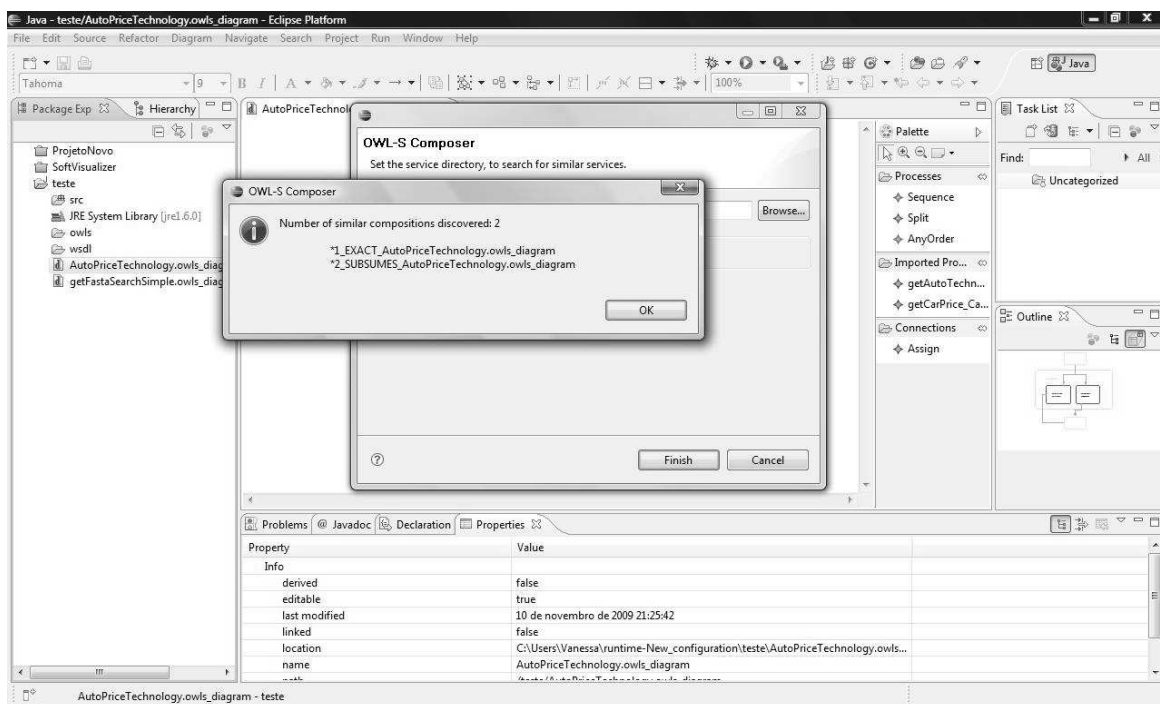 Java - teste/AutoPriceTechnology.owls_diagram - Eclipse Platform
File Edit Source Refactor Diagram Navigate Search Project Run Window Help
Tahoma 9 B I A 100% Java
Package Exp Hierarchy
ProjetoNovo
SoftVisualizer
teste
src
JRE System Library [jre1.6.0]
owls
wsdl
AutoPriceTechnology.owls_diag
getFastaSearchSimple.owls_diag
AutoPriceTechnol
OWL-S Composer
Set the service directory, to search for similar services.
Browse...
OWL-S Composer
Number of similar compositions discovered: 2
*1_EXACT_AutoPriceTechnology.owls_diagram
*2_SUBSUMES_AutoPriceTechnology.owls_diagram
OK
Finish
Cancel
Palette
Processes
Sequence
Split
AnyOrder
Imported Pro...
getAutoTechn...
getCarPrice_Ca...
Connections
Assign
Task List
Find: All
Uncategorized
Outline
Problems @ Javadoc Declaration Properties
Property Value
Info
derived false
editable true
last modified 10 de novembro de 2009 21:25:42
linked false
location C:\Users\Vanessa\runtime-New_configuration\teste\AutoPriceTechnology.owls...
name AutoPriceTechnology.owls_diagram
AutoPriceTechnology.owls_diagram - teste